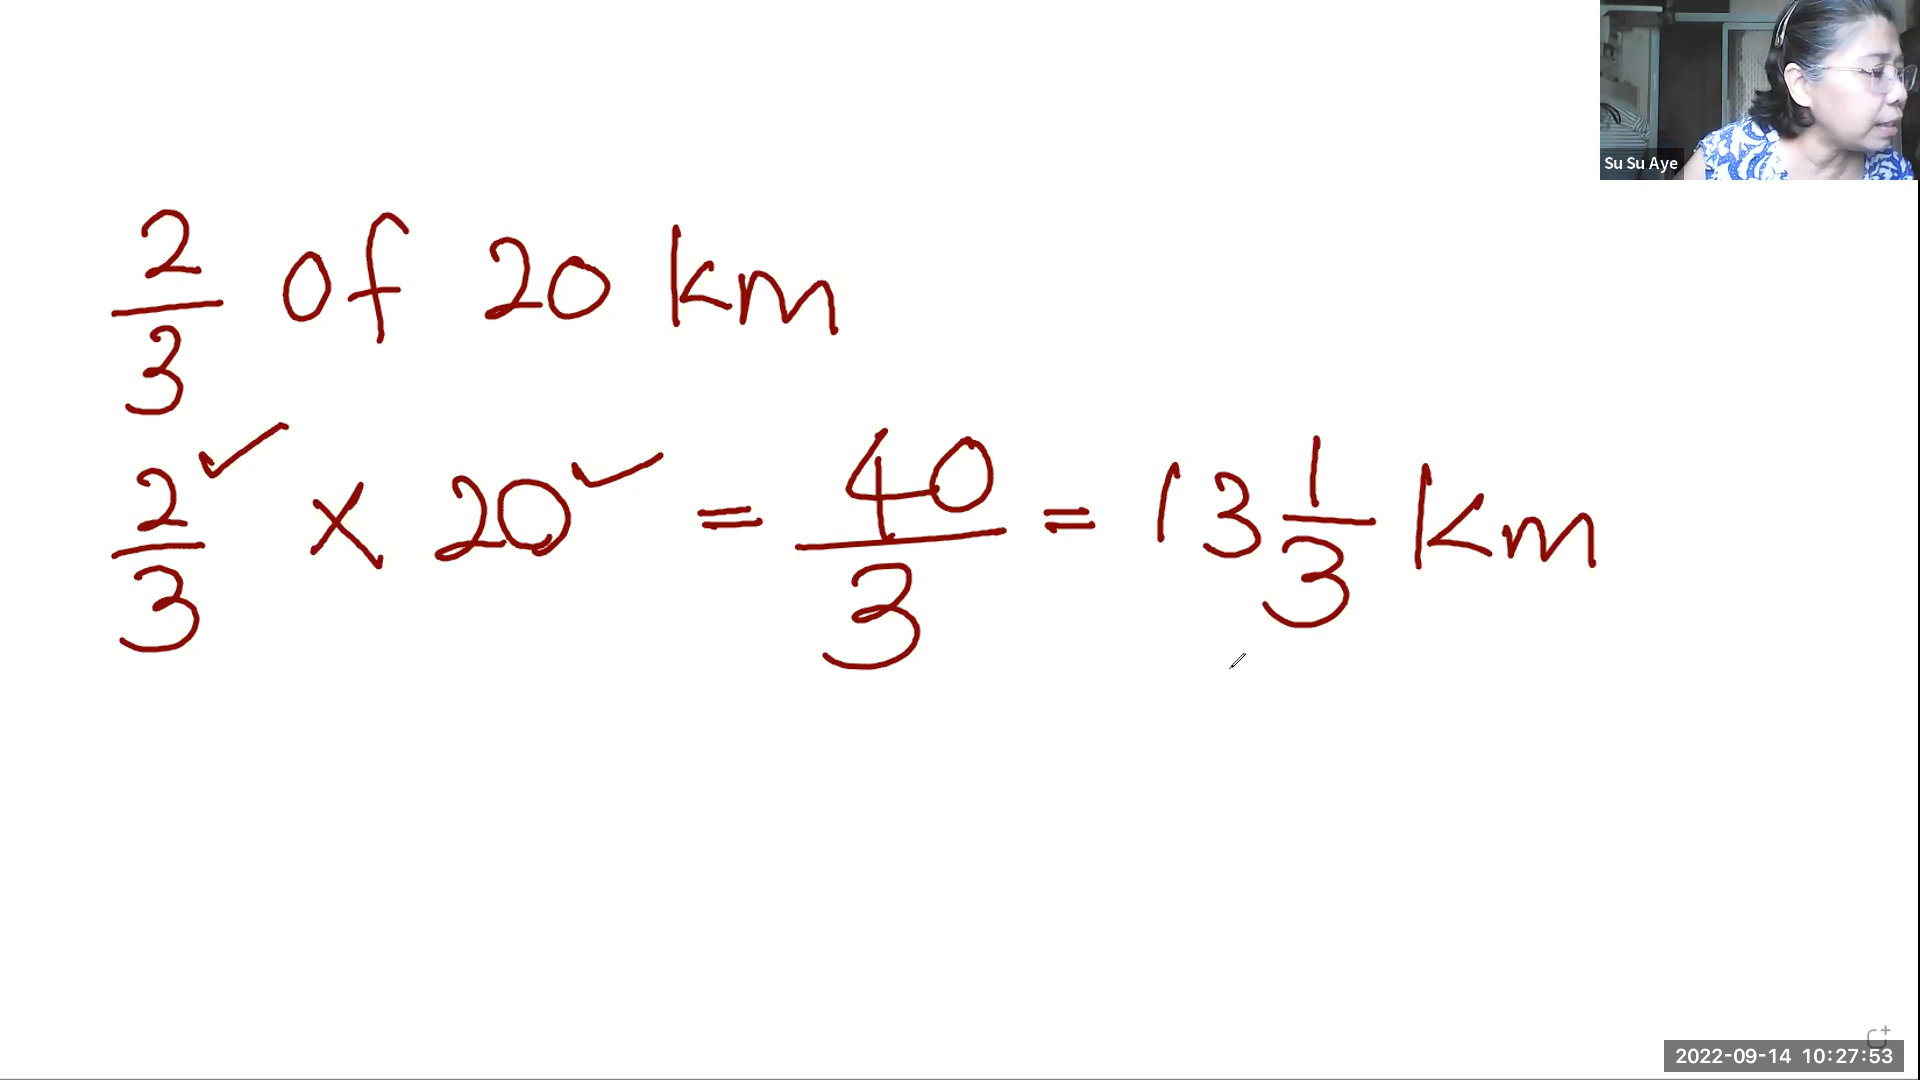 Su Su Aye
2/3 of 20 km
2/3 ✓ × 20 ✓ = 40/3 = 13 1/3 km
2022-09-14 10:27:53